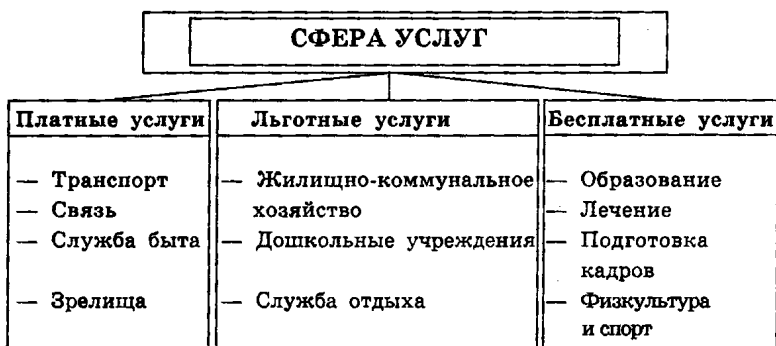 СФЕРА УСЛУГ
Платные услуги
— Транспорт
— Связь
— Служба быта
— Зрелища
Льготные услуги
— Жилищно-коммунальное
хозяйство
— Дошкольные учреждения
— Служба отдыха
Бесплатные услуги
— Образование
— Лечение
— Подготовка
кадров
— Физкультура
и спорт